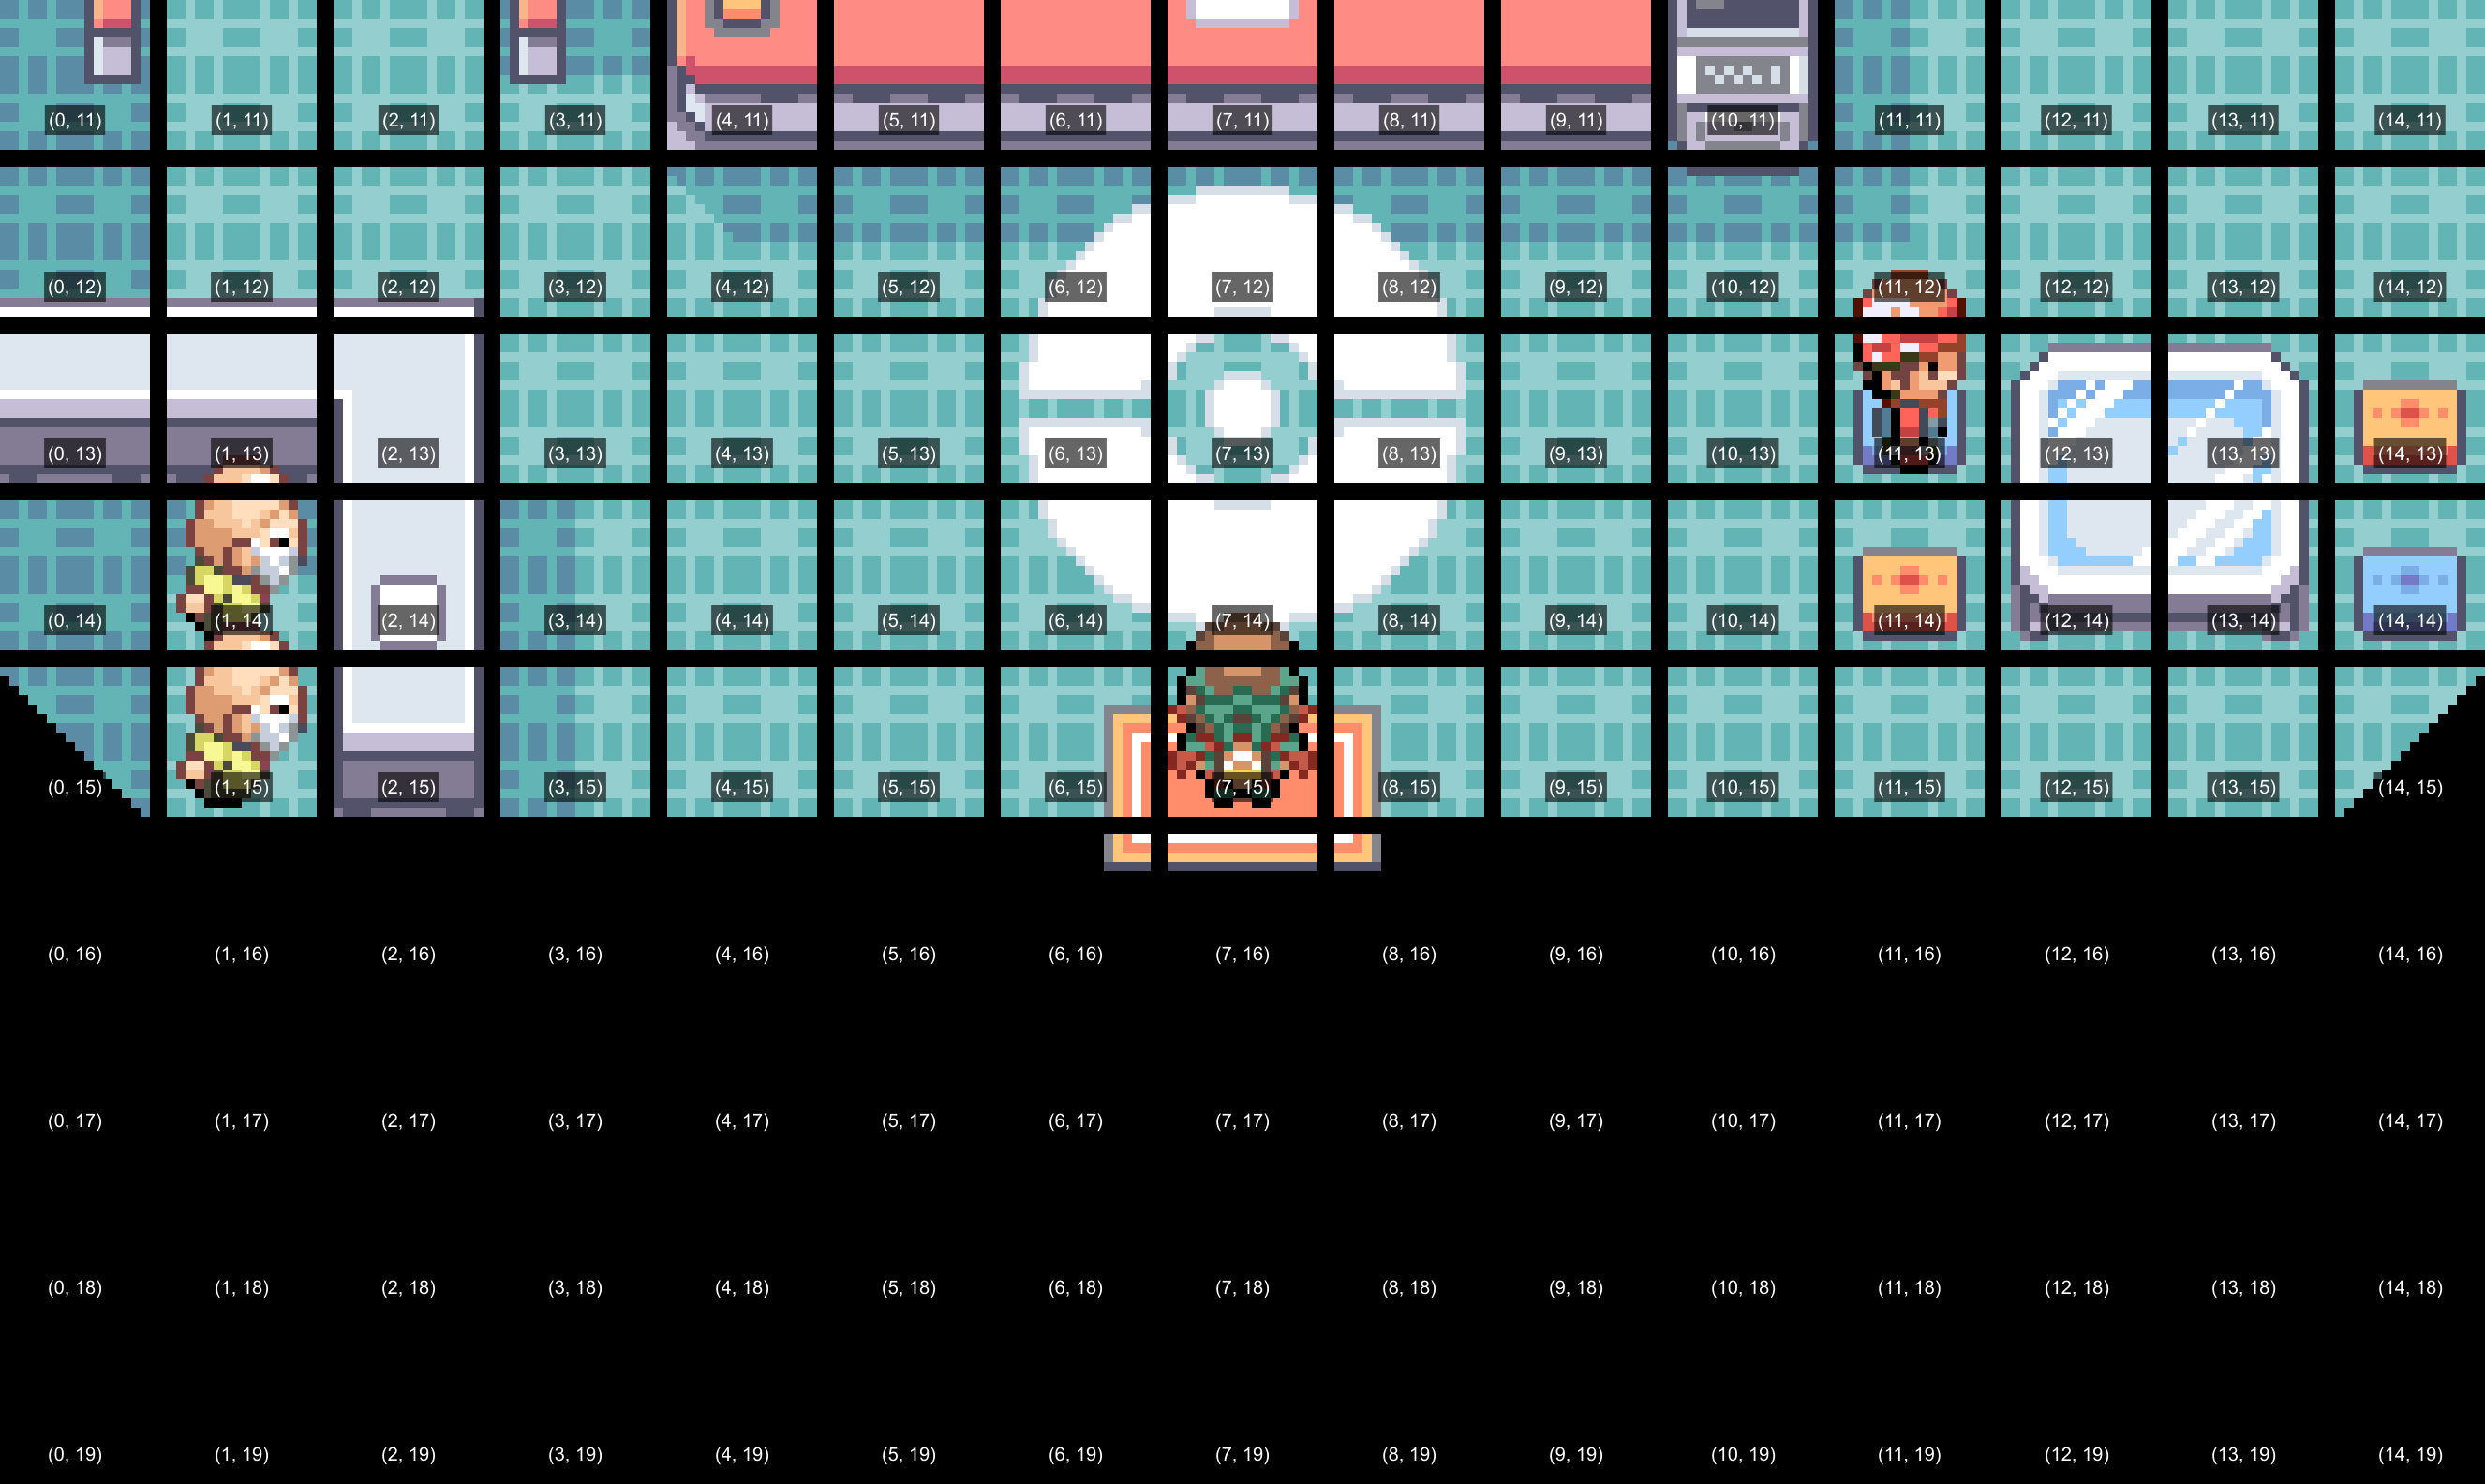 (0, 11) (1, 11) (2, 11) (3, 11) (4, 11) (5, 11) (6, 11) (7, 11) (8, 11) (9, 11) (10, 11) (11, 11) (12, 11) (13, 11) (14, 11)
(0, 12) (1, 12) (2, 12) (3, 12) (4, 12) (5, 12) (6, 12) (7, 12) (8, 12) (9, 12) (10, 12) (11, 12) (12, 12) (13, 12) (14, 12)
(0, 13) (1, 13) (2, 13) (3, 13) (4, 13) (5, 13) (6, 13) (7, 13) (8, 13) (9, 13) (10, 13) (11, 13) (12, 13) (13, 13) (14, 13)
(0, 14) (1, 14) (2, 14) (3, 14) (4, 14) (5, 14) (6, 14) (7, 14) (8, 14) (9, 14) (10, 14) (11, 14) (12, 14) (13, 14) (14, 14)
(0, 15) (1, 15) (2, 15) (3, 15) (4, 15) (5, 15) (6, 15) (7, 15) (8, 15) (9, 15) (10, 15) (11, 15) (12, 15) (13, 15) (14, 15)
(0, 16) (1, 16) (2, 16) (3, 16) (4, 16) (5, 16) (6, 16) (7, 16) (8, 16) (9, 16) (10, 16) (11, 16) (12, 16) (13, 16) (14, 16)
(0, 17) (1, 17) (2, 17) (3, 17) (4, 17) (5, 17) (6, 17) (7, 17) (8, 17) (9, 17) (10, 17) (11, 17) (12, 17) (13, 17) (14, 17)
(0, 18) (1, 18) (2, 18) (3, 18) (4, 18) (5, 18) (6, 18) (7, 18) (8, 18) (9, 18) (10, 18) (11, 18) (12, 18) (13, 18) (14, 18)
(0, 19) (1, 19) (2, 19) (3, 19) (4, 19) (5, 19) (6, 19) (7, 19) (8, 19) (9, 19) (10, 19) (11, 19) (12, 19) (13, 19) (14, 19)